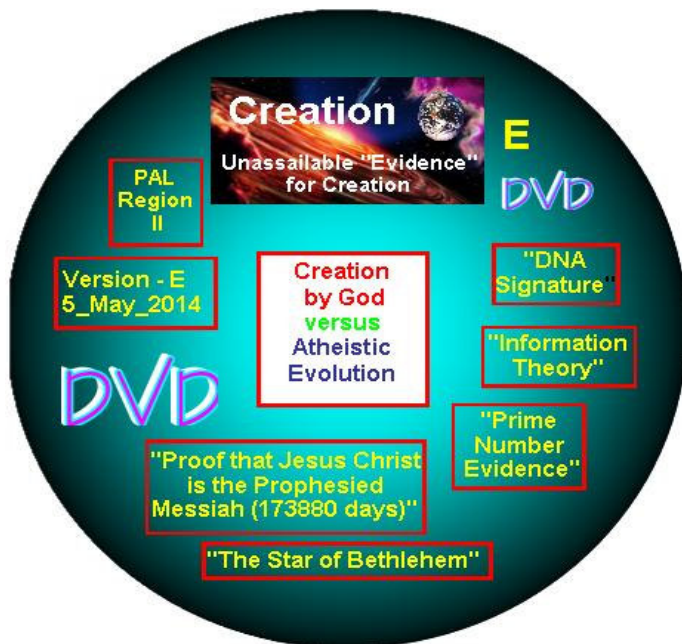 Creation
Unassailable "Evidence"
for Creation
E
DVD
PAL
Region
II
Version - E
5_May_2014
DVD
Creation
by God
versus
Atheistic
Evolution
"DNA
Signature"
"Information
Theory"
"Prime
Number
Evidence"
"Proof that Jesus Christ
is the Prophesied
Messiah (173880 days)"
"The Star of Bethlehem"